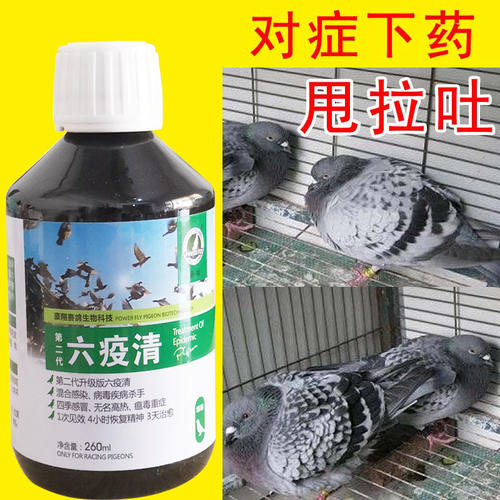 对症下药
甩拉吐
康翔赛鸽生物科技 POWER FLY PIGEON BIOTECH
第二代
六疫清
Treatment Of
Epidemic
第二代升级版六疫清
混合感染、病毒疾病杀手
四季感冒、无名高热、瘟毒重症
1次见效 4小时恢复精神 3天治愈
净含量：260ml
ONLY FOR RACING PIGEONS